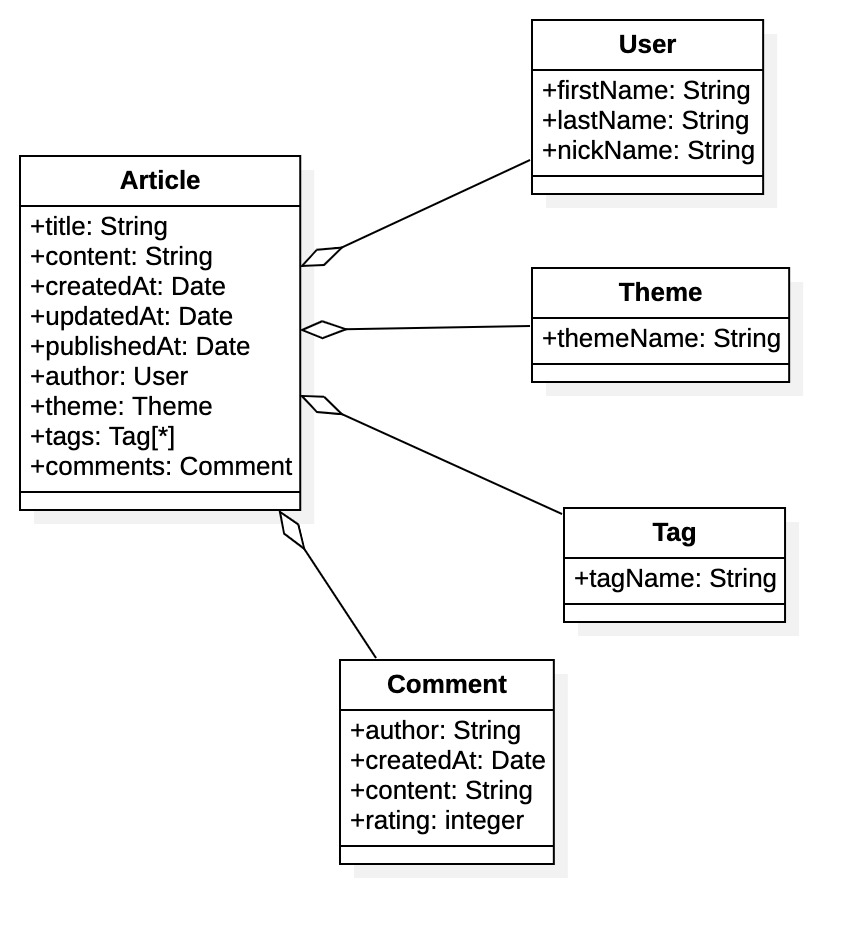 User
+firstName: String
+lastName: String
+nickName: String
Article
+title: String
+content: String
+createdAt: Date
+updatedAt: Date
+publishedAt: Date
+author: User
+theme: Theme
+tags: Tag[*]
+comments: Comment
Theme
+themeName: String
Tag
+tagName: String
Comment
+author: String
+createdAt: Date
+content: String
+rating: integer